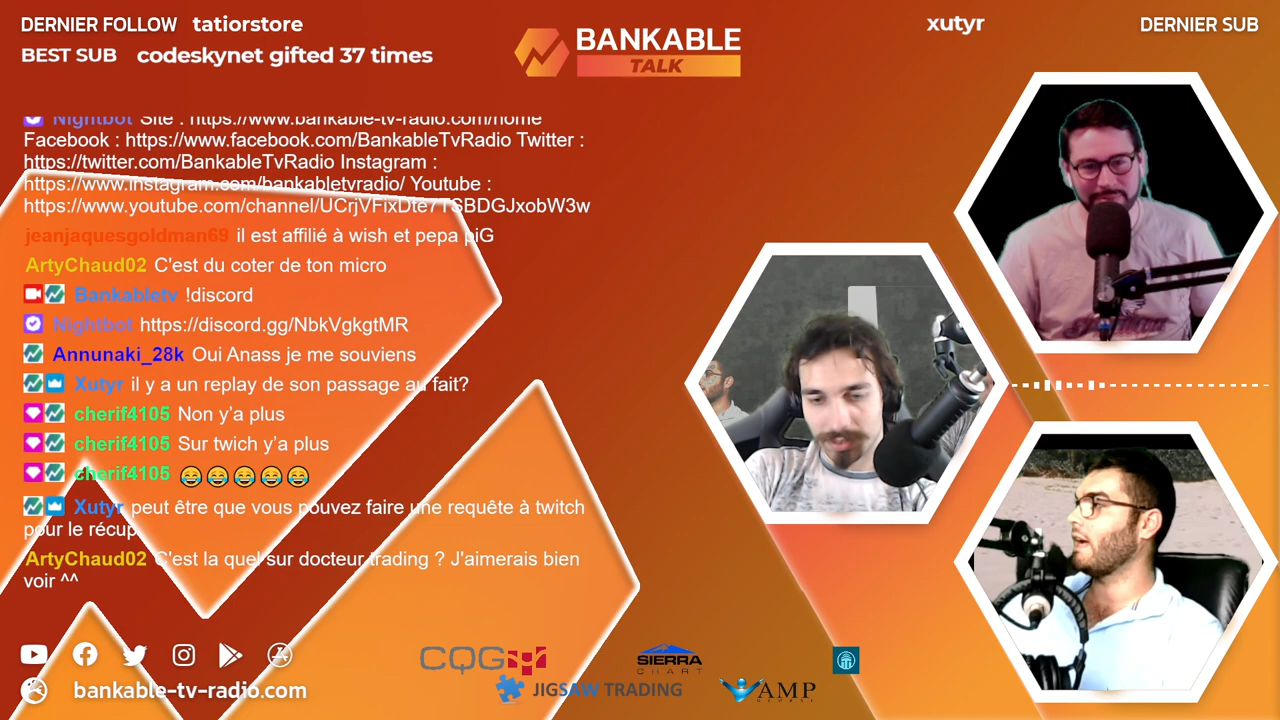 DERNIER FOLLOW tatiorstore
BEST SUB codeskynet gifted 37 times
BANKABLE
TALK
xutyr DERNIER SUB
Nightbot Site : https://www.bankable-tv-radio.com/home
Facebook : https://www.facebook.com/BankableTvRadio Twitter :
https://twitter.com/BankableTvRadio Instagram :
https://www.instagram.com/bankabletvradio/ Youtube :
https://www.youtube.com/channel/UCrjVFixDte7TSBDGJxobW3w
jeanjaquesgoldman69 il est affilié à wish et pepa piG
ArtyChaud02 C'est du coter de ton micro
Bankabletv !discord
Nightbot https://discord.gg/NbkVgkgtMR
Annunaki_28k Oui Anass je me souviens
Xutyr il y a un replay de son passage au fait?
cherif4105 Non y'a plus
cherif4105 Sur twich y'a plus
cherif4105 😂😂😂😂😂
Xutyr peut être que vous pouvez faire une requête à twitch
pour le récup
ArtyChaud02 C'est la quel sur docteur trading ? J'aimerais bien
voir ^^
bankable-tv-radio.com
CQG
SIERRA
CHART
JIGSAW TRADING
AMP